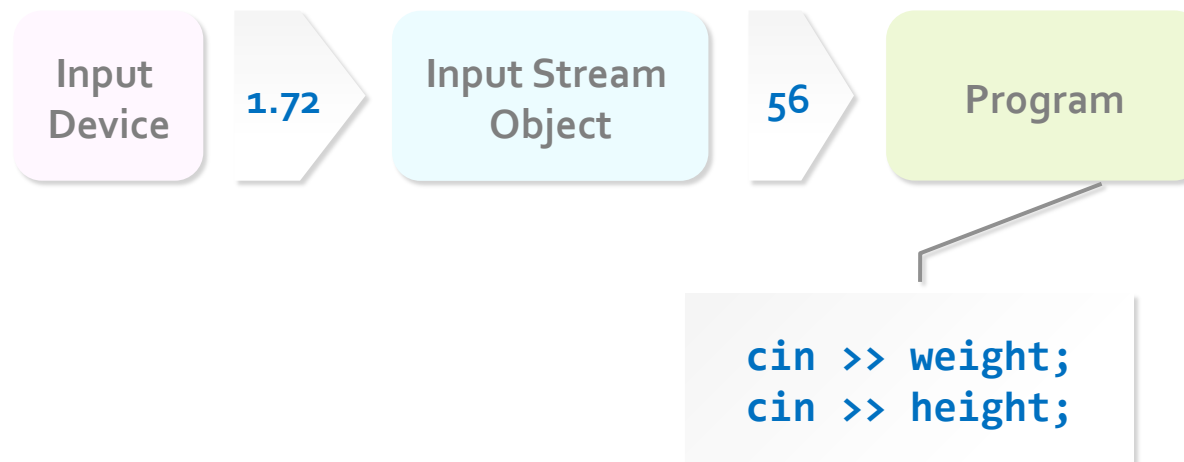 Input
Device
1.72
Input Stream
Object
56
Program
cin >> weight;
cin >> height;